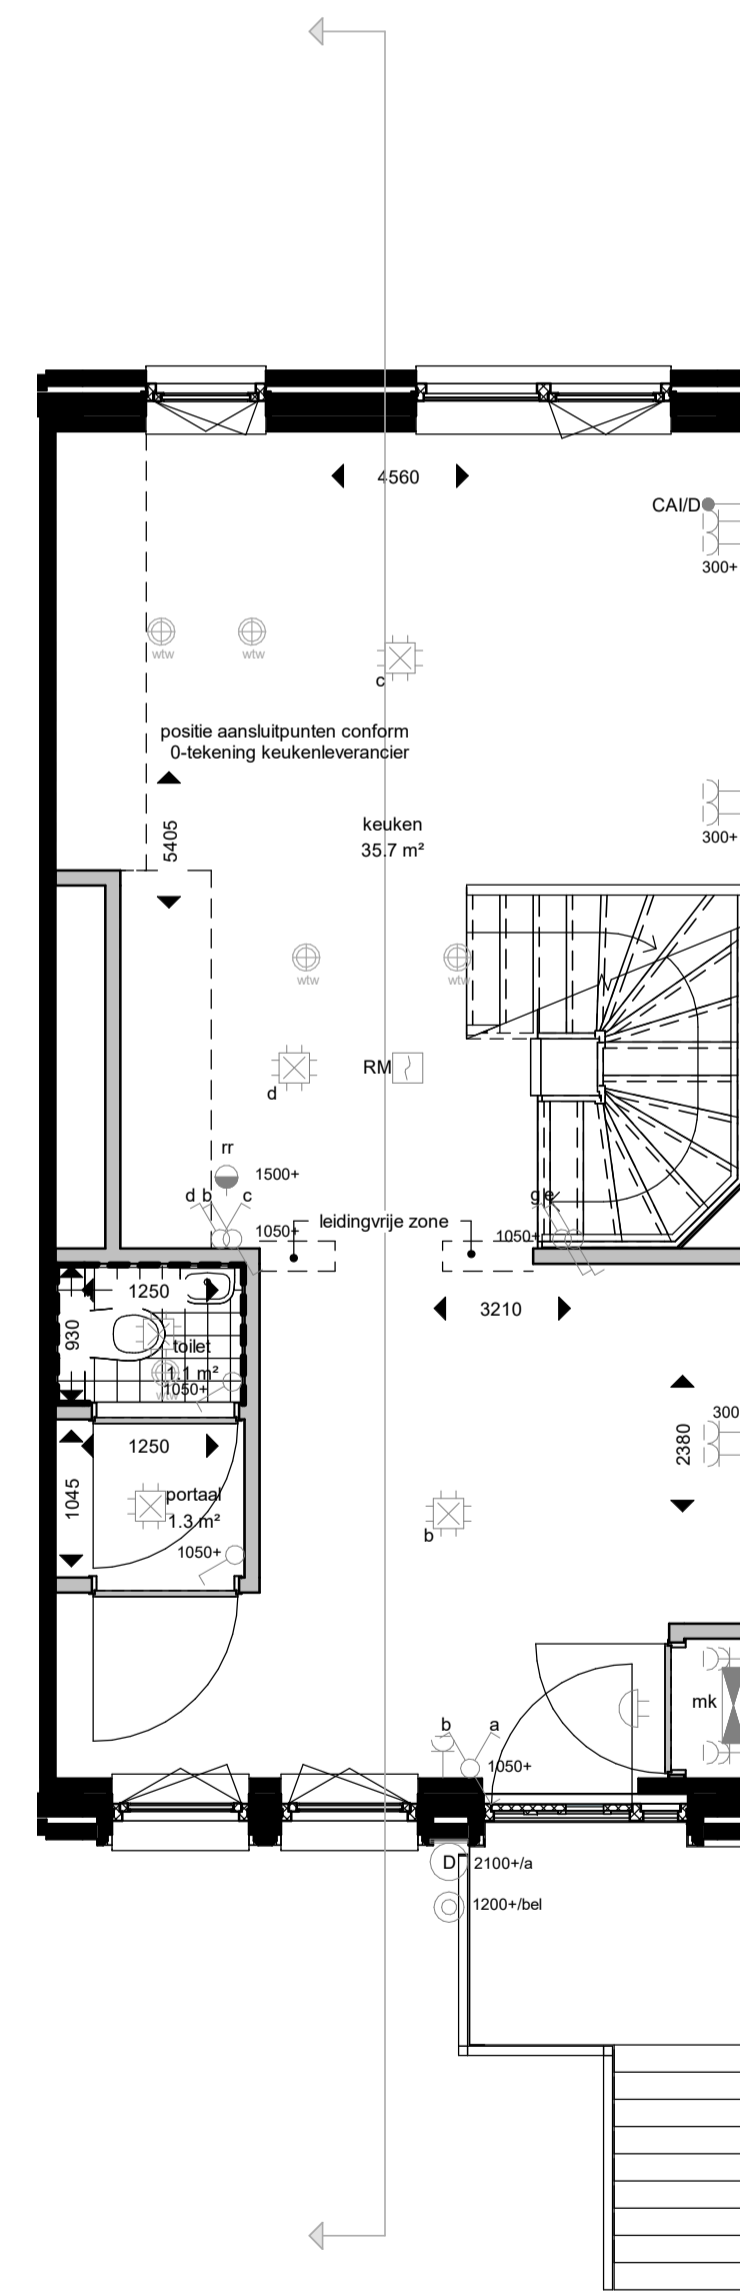 4560
CAI/D
300+
wtw
wtw
c
positie aansluitpunten conform
0-tekening keukenleverancier
5405
keuken
35.7 m²
300+
wtw
wtw
d
RM
rr
1500+
d b c
1050+
leidingvrije zone
g e
1050+
1250
930
3210
toilet
1.1 m²
wtw
1050+
300
2380
1250
1045
portaal
1.3 m²
b
1050+
mk
b
a
1050+
D
2100+/a
1200+/bel